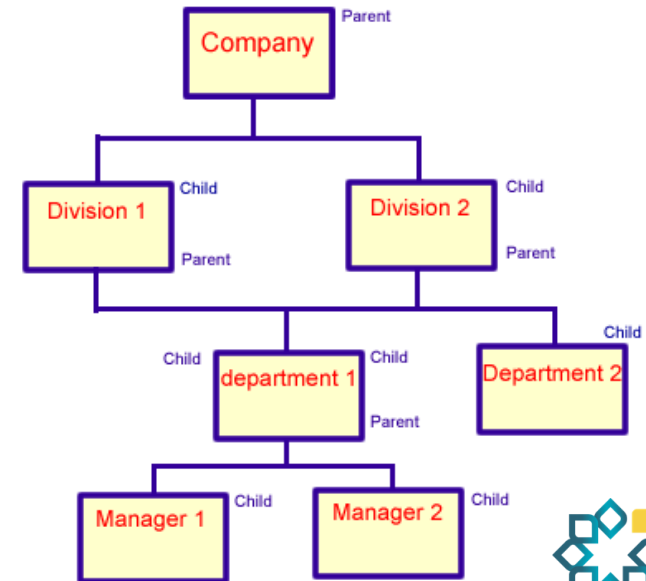 Parent
Company
Child
Division 1
Parent
Child
Division 2
Parent
Child
Child
department 1
Parent
Child
Department 2
Child
Manager 1
Child
Manager 2